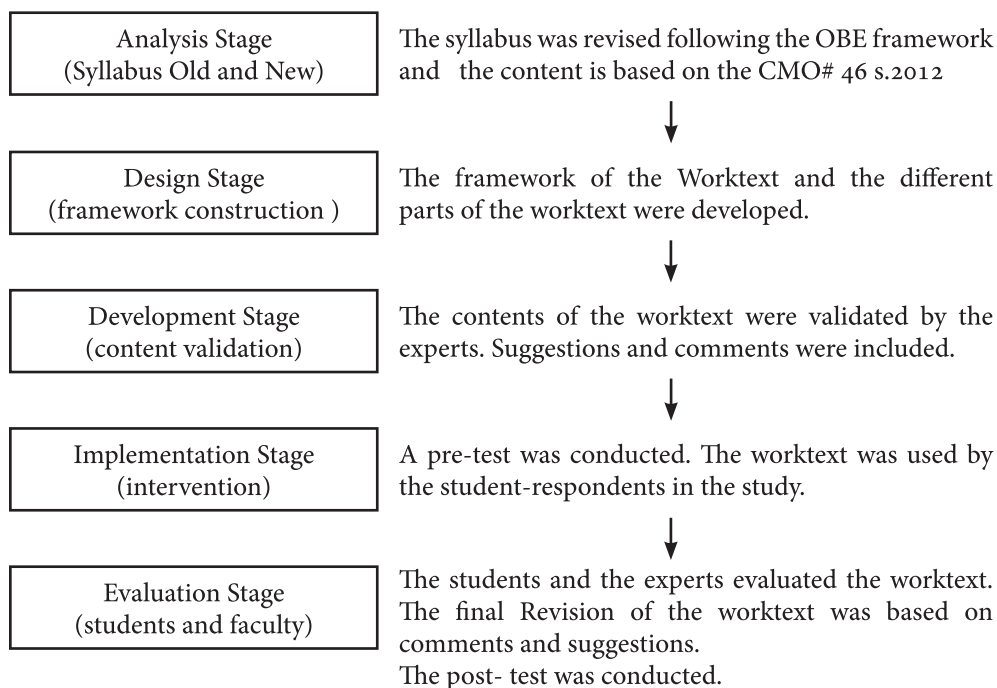 Analysis Stage
(Syllabus Old and New)
The syllabus was revised following the OBE framework
and the content is based on the CMO# 46 s.2012
Design Stage
(framework construction )
The framework of the Worktext and the different
parts of the worktext were developed.
Development Stage
(content validation)
The contents of the worktext were validated by the
experts. Suggestions and comments were included.
Implementation Stage
(intervention)
A pre-test was conducted. The worktext was used by
the student-respondents in the study.
Evaluation Stage
(students and faculty)
The students and the experts evaluated the worktext.
The final Revision of the worktext was based on
comments and suggestions.
The post- test was conducted.